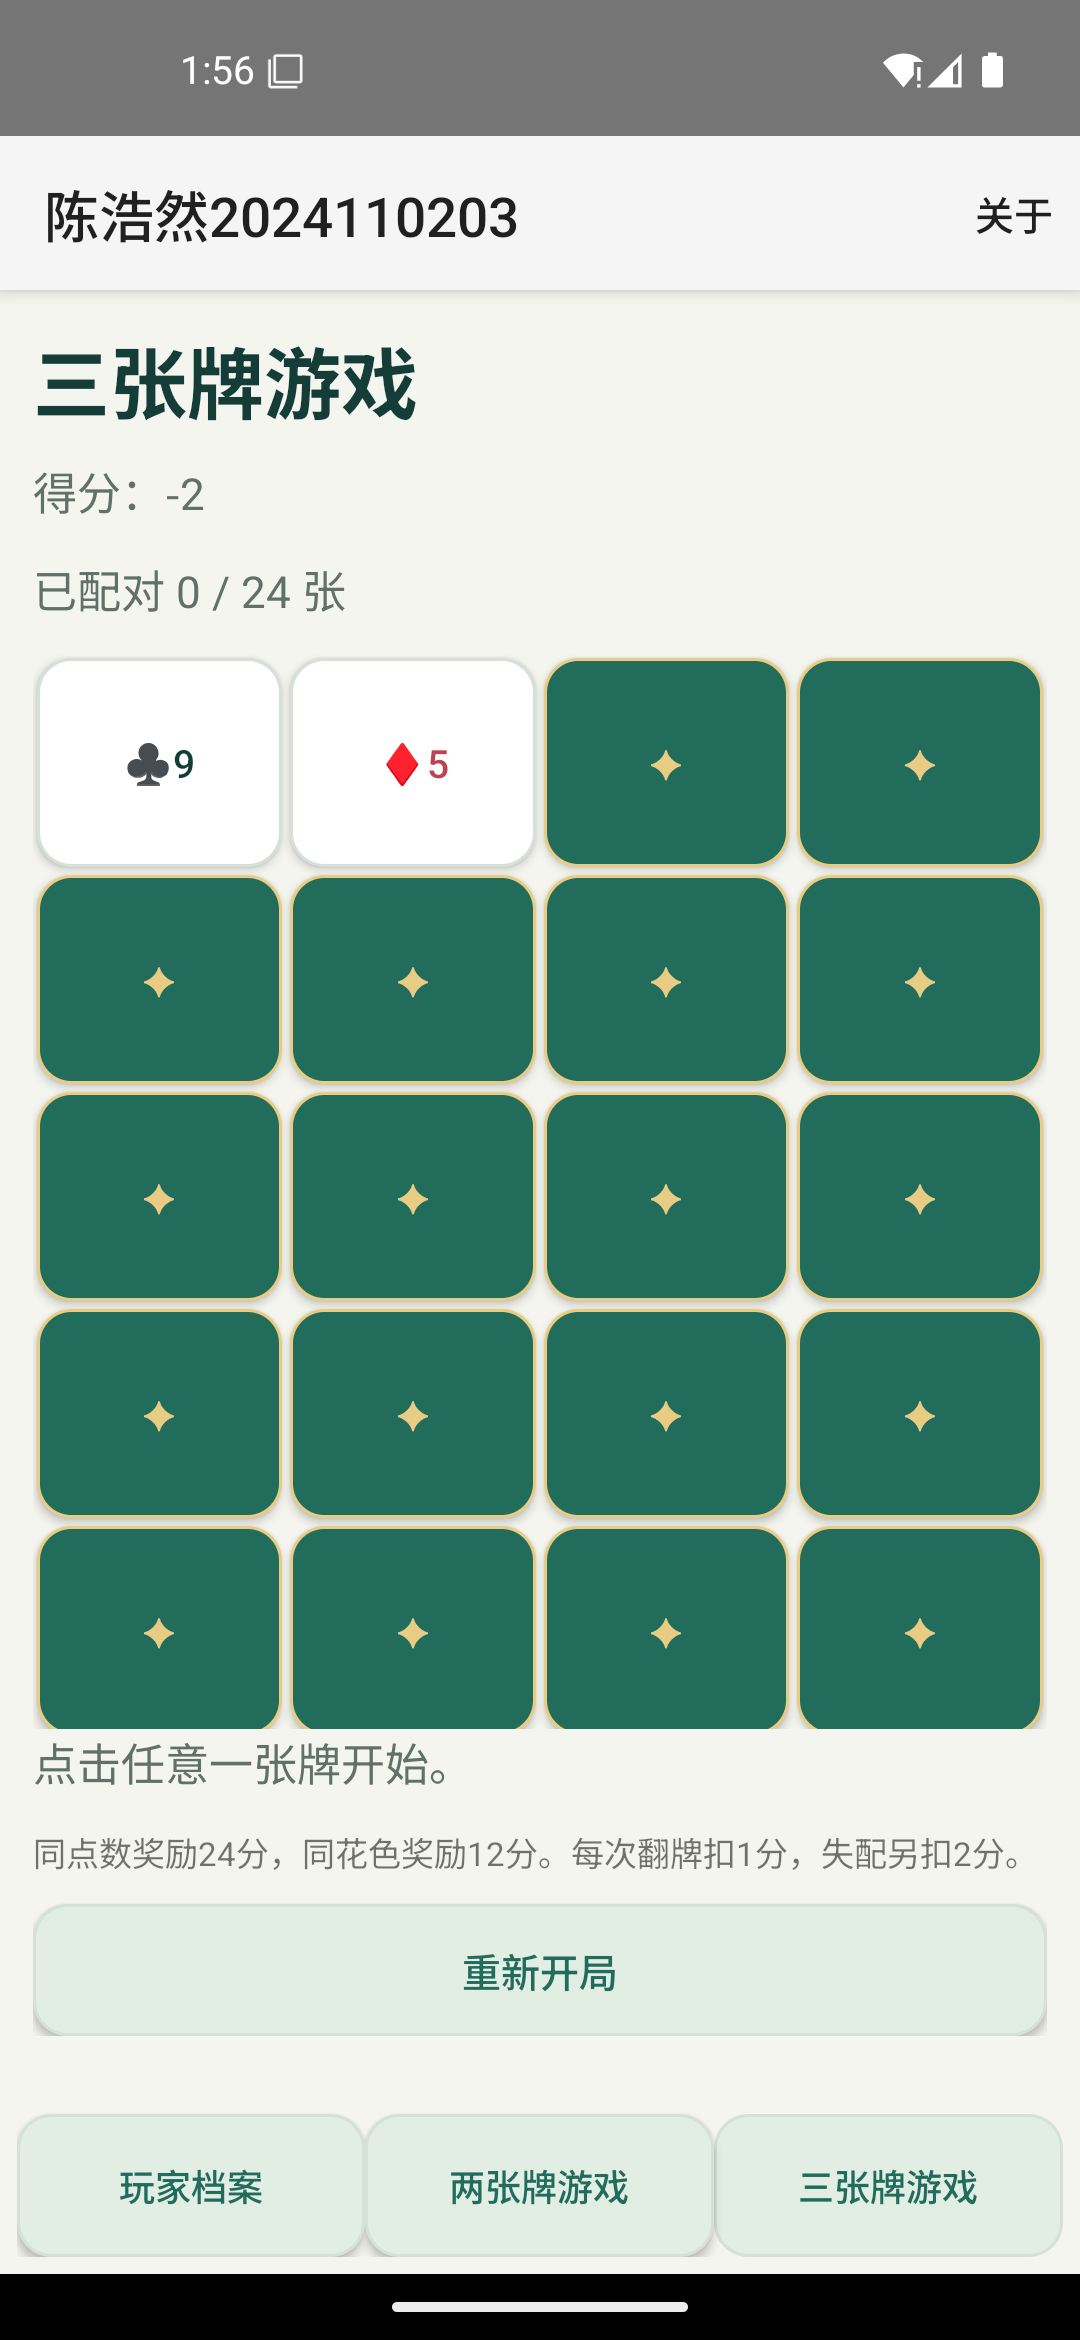 1:56
陈浩然2024110203
关于
三张牌游戏
得分：-2
已配对 0 / 24 张
♣9
♦5
点击任意一张牌开始。
同点数奖励24分，同花色奖励12分。每次翻牌扣1分，失配另扣2分。
重新开局
玩家档案
两张牌游戏
三张牌游戏